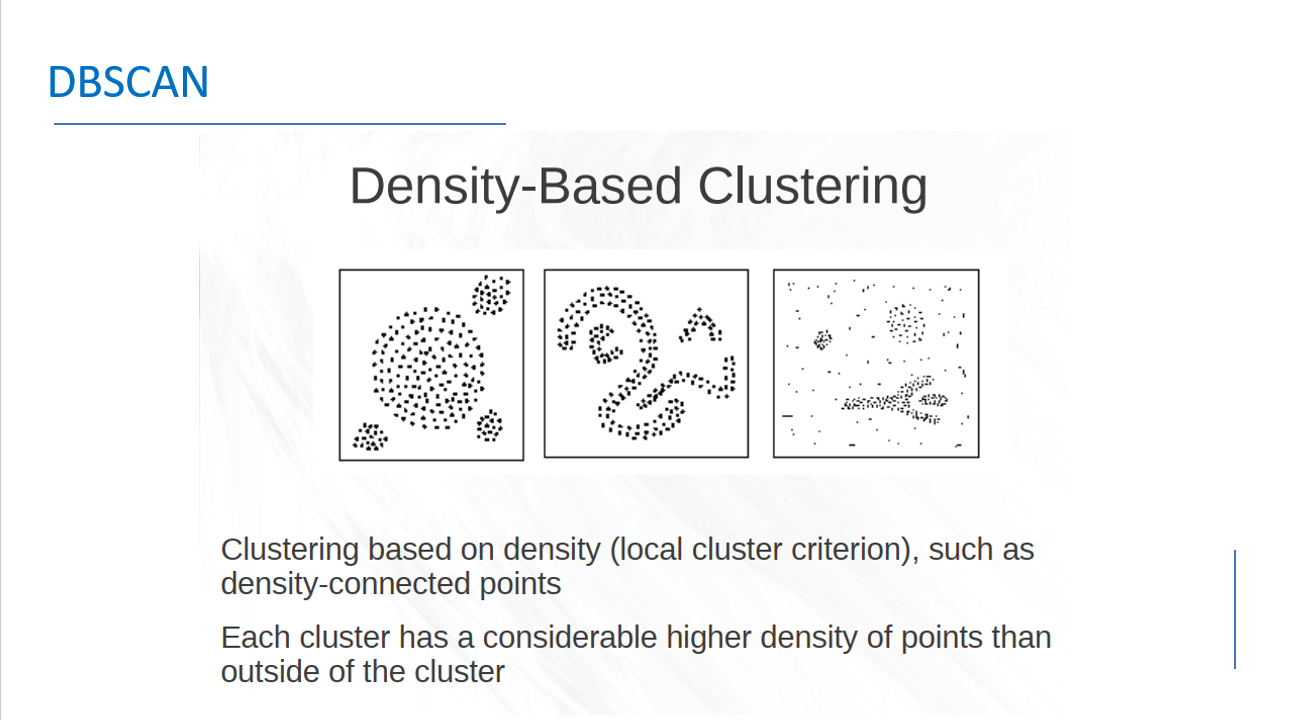 DBSCAN
Density-Based Clustering
Clustering based on density (local cluster criterion), such as
density-connected points
Each cluster has a considerable higher density of points than
outside of the cluster